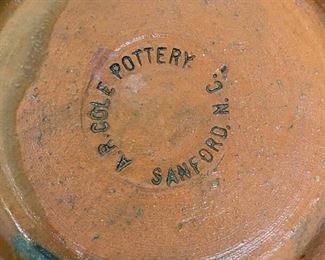 A.R. COLE POTTERY
SANFORD, N. C.